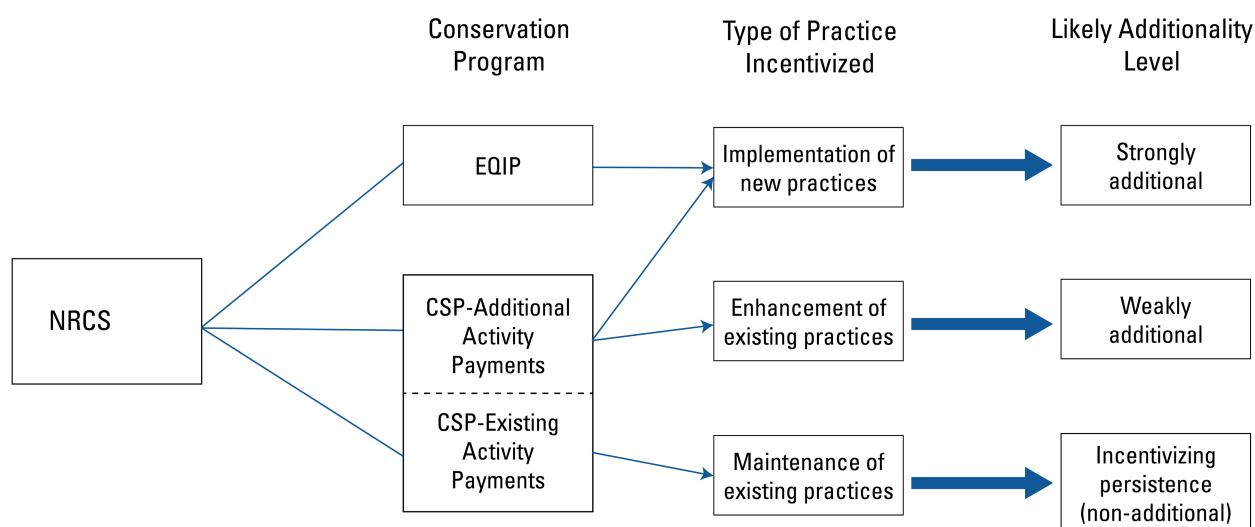 Conservation
Program
Type of Practice
Incentivized
Likely Additionality
Level
NRCS
EQIP
Implementation of
new practices
Strongly
additional
CSP-Additional
Activity
Payments
Enhancement of
existing practices
Weakly
additional
CSP-Existing
Activity
Payments
Maintenance of
existing practices
Incentivizing
persistence
(non-additional)